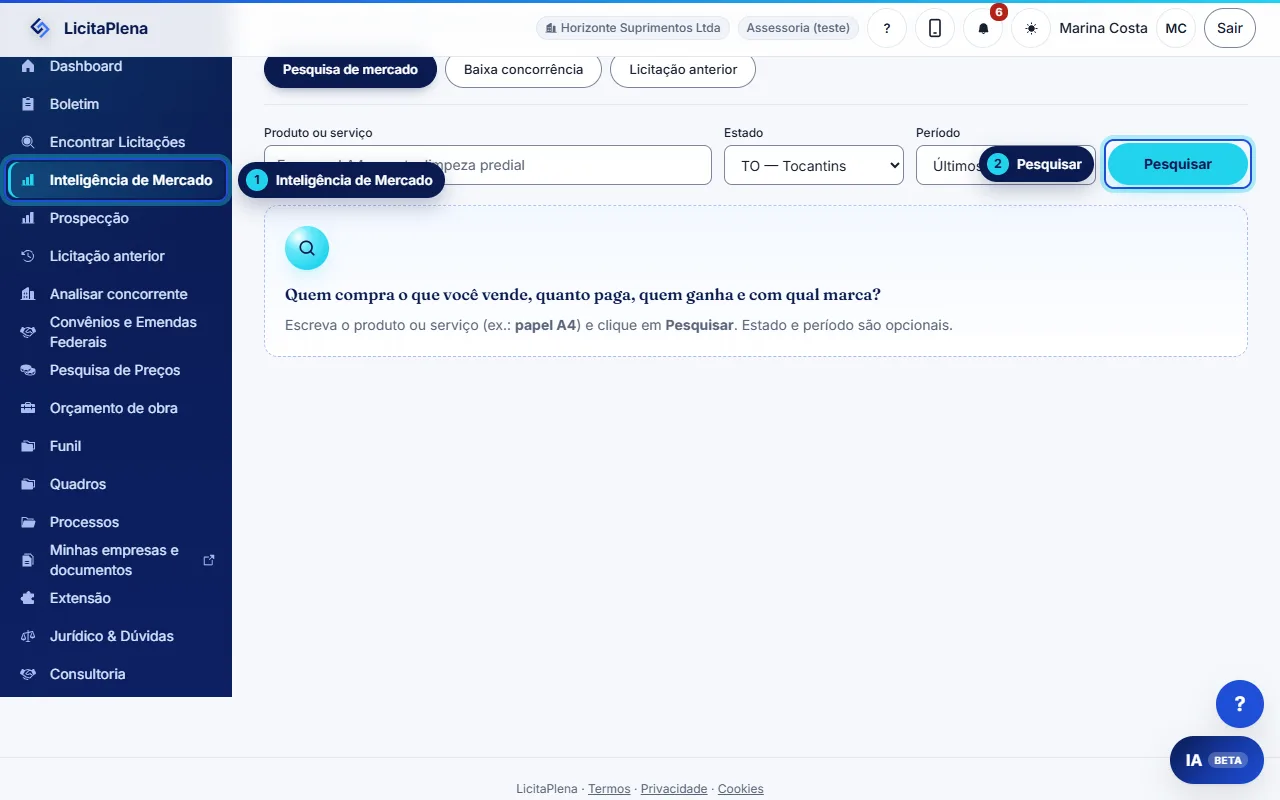 LicitaPlena
Horizonte Suprimentos Ltda
Assessoria (teste)
?
6
Marina Costa
MC
Sair
Dashboard
Boletim
Encontrar Licitações
Inteligência de Mercado
Prospecção
Licitação anterior
Analisar concorrente
Convênios e Emendas
Federais
Pesquisa de Preços
Orçamento de obra
Funil
Quadros
Processos
Minhas empresas e
documentos
Extensão
Jurídico & Dúvidas
Consultoria
Pesquisa de mercado
Baixa concorrência
Licitação anterior
Produto ou serviço
Estado
Período
1 Inteligência de Mercado
limpeza predial
TO — Tocantins
Últimos
2 Pesquisar
Pesquisar
Quem compra o que você vende, quanto paga, quem ganha e com qual marca?
Escreva o produto ou serviço (ex.: papel A4) e clique em Pesquisar. Estado e período são opcionais.
?
IA BETA
LicitaPlena · Termos · Privacidade · Cookies